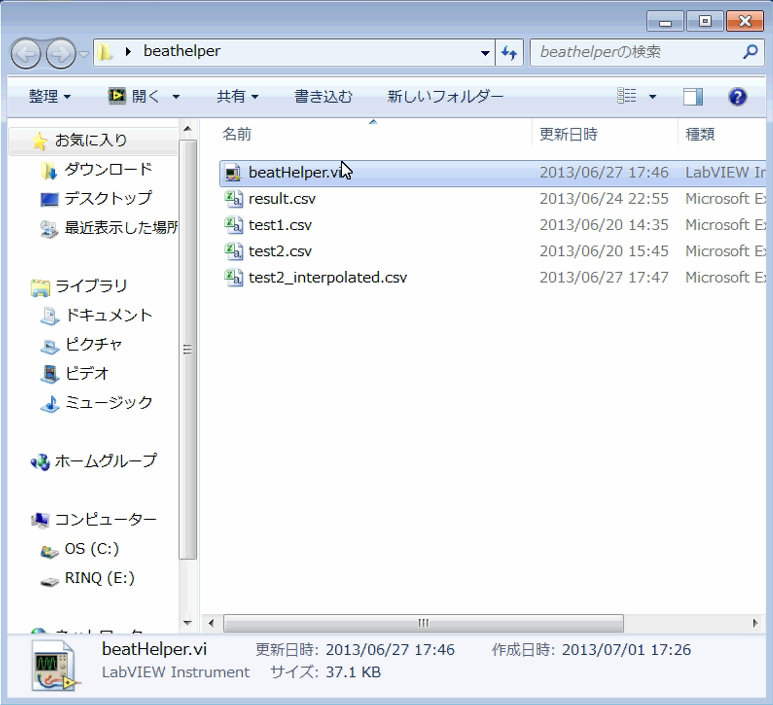 beathelper
beathelperの検索
整理 開く 共有 書き込む 新しいフォルダー
お気に入り
ダウンロード
デスクトップ
最近表示した場所
ライブラリ
ドキュメント
ピクチャ
ビデオ
ミュージック
ホームグループ
コンピューター
OS (C:)
RINQ (E:)
名前 更新日時 種類
beatHelper.vi 2013/06/27 17:46 LabVIEW In
result.csv 2013/06/24 22:55 Microsoft Ex
test1.csv 2013/06/20 14:35 Microsoft Ex
test2.csv 2013/06/20 15:45 Microsoft Ex
test2_interpolated.csv 2013/06/27 17:47 Microsoft Ex
beatHelper.vi 更新日時: 2013/06/27 17:46 作成日時: 2013/07/01 17:26
LabVIEW Instrument サイズ: 37.1 KB